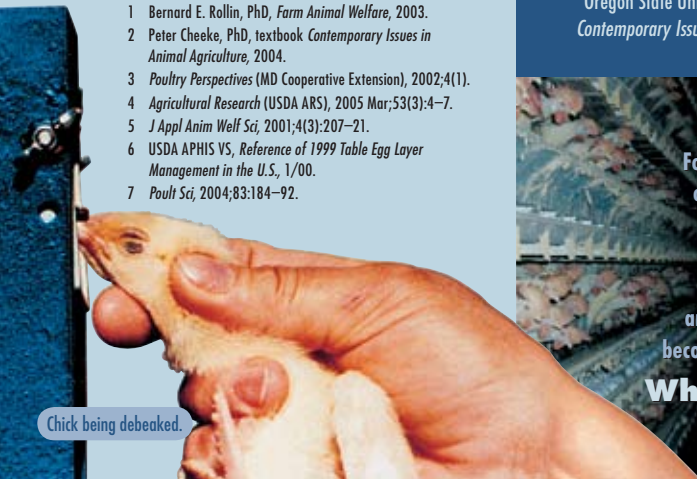 1 Bernard E. Rollin, PhD, Farm Animal Welfare, 2003.
2 Peter Cheeke, PhD, textbook Contemporary Issues in
Animal Agriculture, 2004.
3 Poultry Perspectives (MD Cooperative Extension), 2002;4(1).
4 Agricultural Research (USDA ARS), 2005 Mar;53(3):4–7.
5 J Appl Anim Welf Sci, 2001;4(3):207–21.
6 USDA APHIS VS, Reference of 1999 Table Egg Layer
Management in the U.S., 1/00.
7 Poult Sci, 2004;83:184–92.
Chick being debeaked.
Oregon State
Contemporary